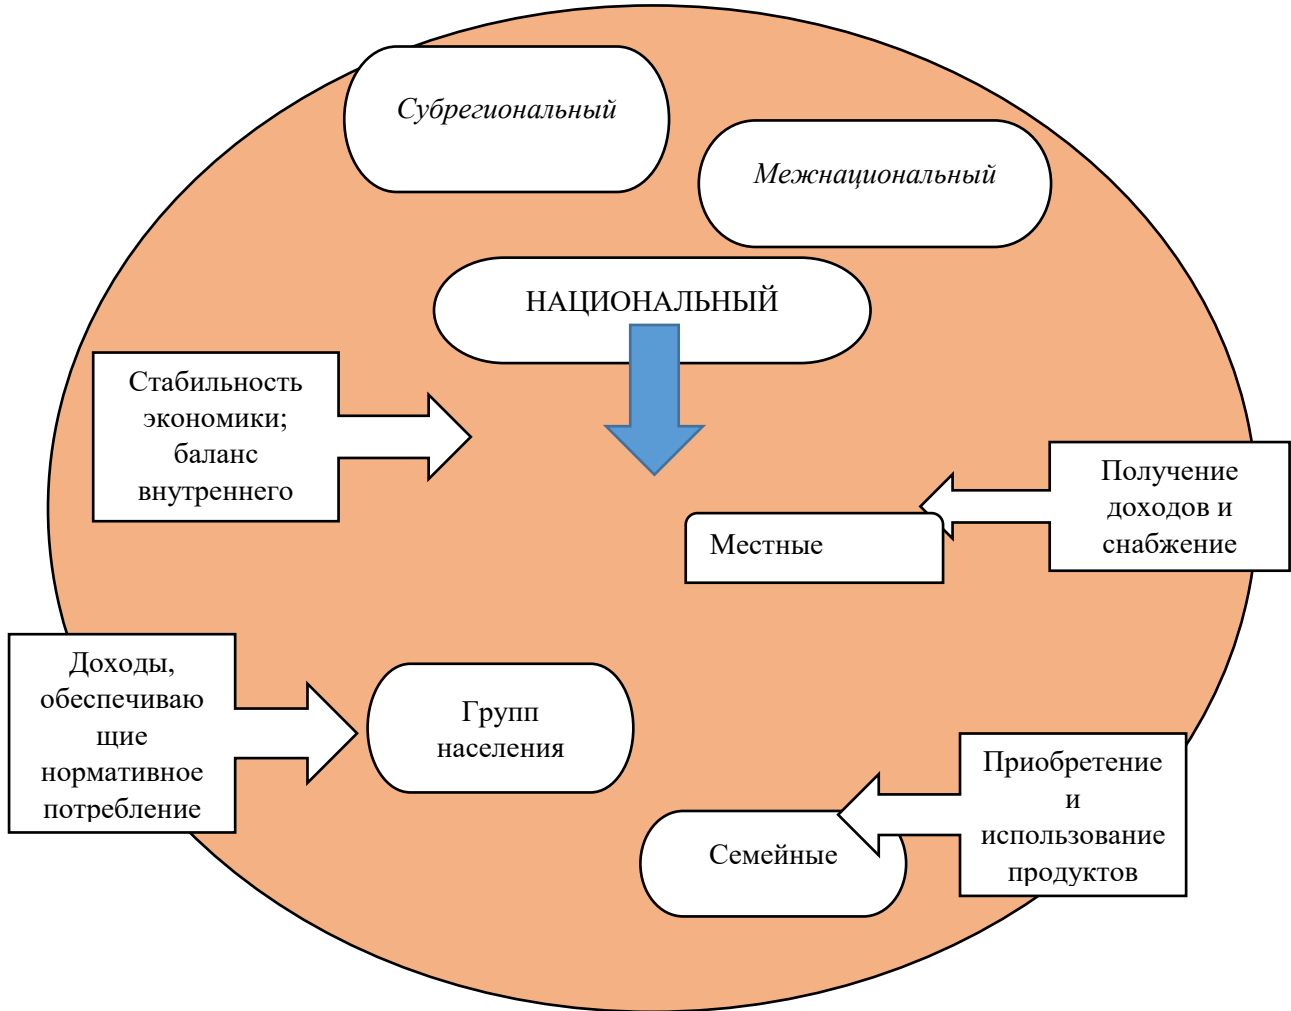 Субрегиональный
Межнациональный
НАЦИОНАЛЬНЫЙ
Стабильность
экономики;
баланс
внутреннего
Получение
доходов и
снабжение
Местные
Доходы,
обеспечиваю
щие
нормативное
потребление
Групп
населения
Приобретение
и
использование
продуктов
Семейные